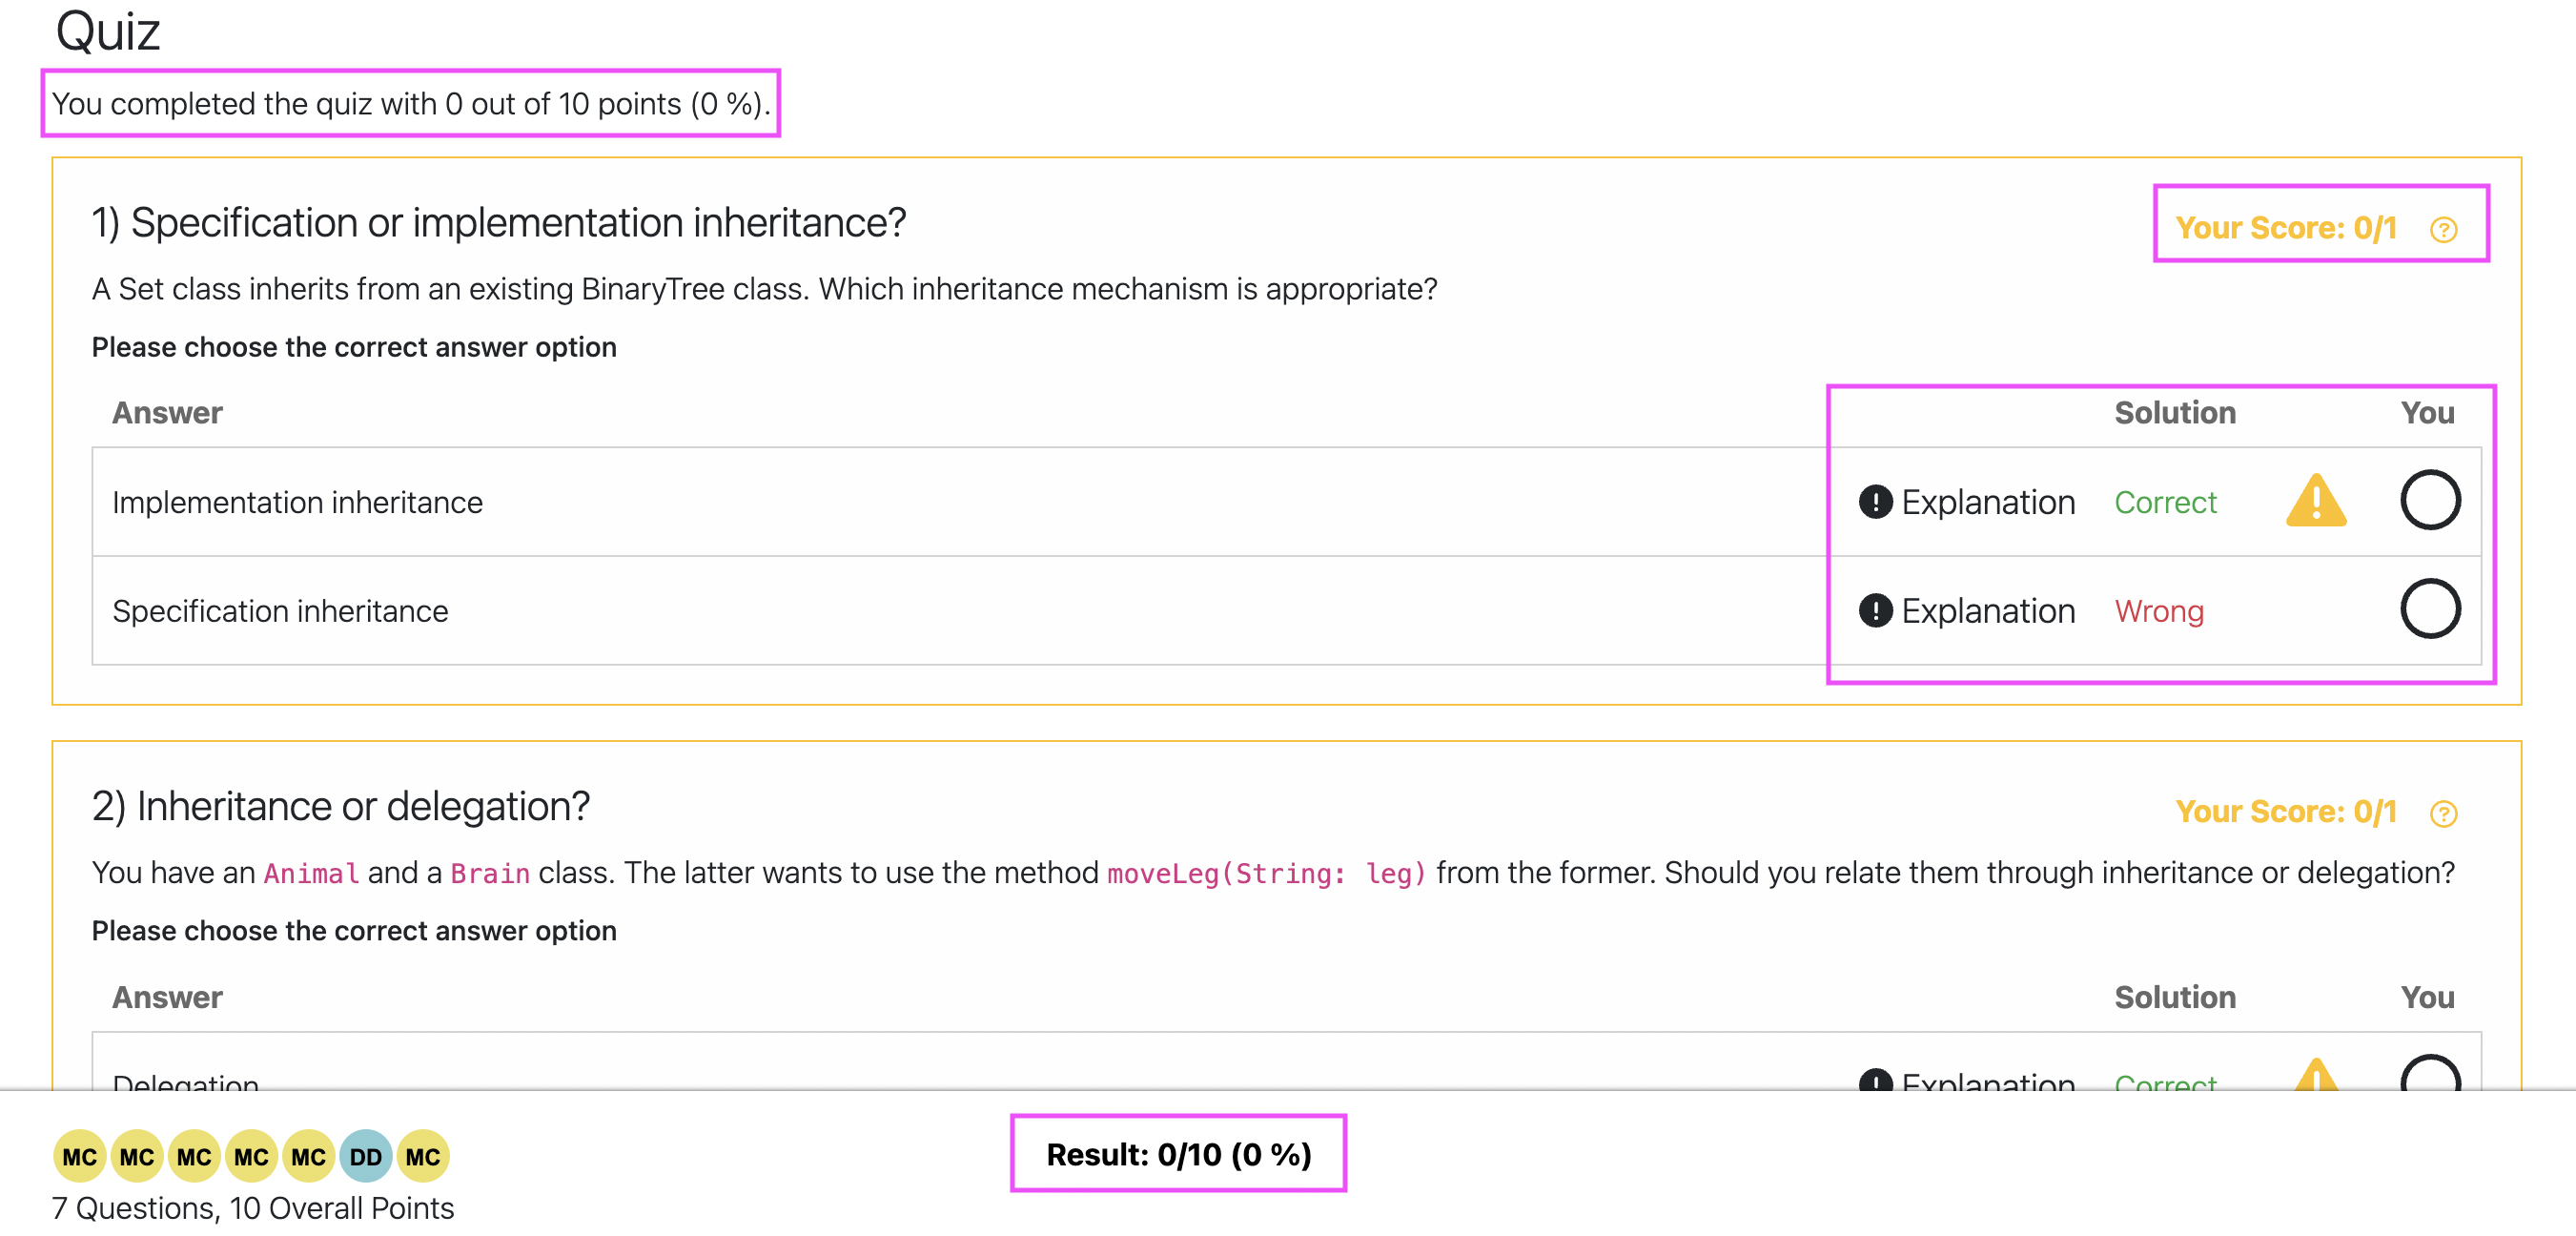 Quiz
You completed the quiz with 0 out of 10 points (0 %).
1) Specification or implementation inheritance?
Your Score: 0/1 ?
A Set class inherits from an existing BinaryTree class. Which inheritance mechanism is appropriate?
Please choose the correct answer option
Answer Solution You
Implementation inheritance ! Explanation Correct !
Specification inheritance ! Explanation Wrong
2) Inheritance or delegation?
Your Score: 0/1 ?
You have an Animal and a Brain class. The latter wants to use the method moveLeg(String: leg) from the former. Should you relate them through inheritance or delegation?
Please choose the correct answer option
Answer Solution You
Delegation ! Explanation Correct !
MC MC MC MC MC DD MC
Result: 0/10 (0 %)
7 Questions, 10 Overall Points